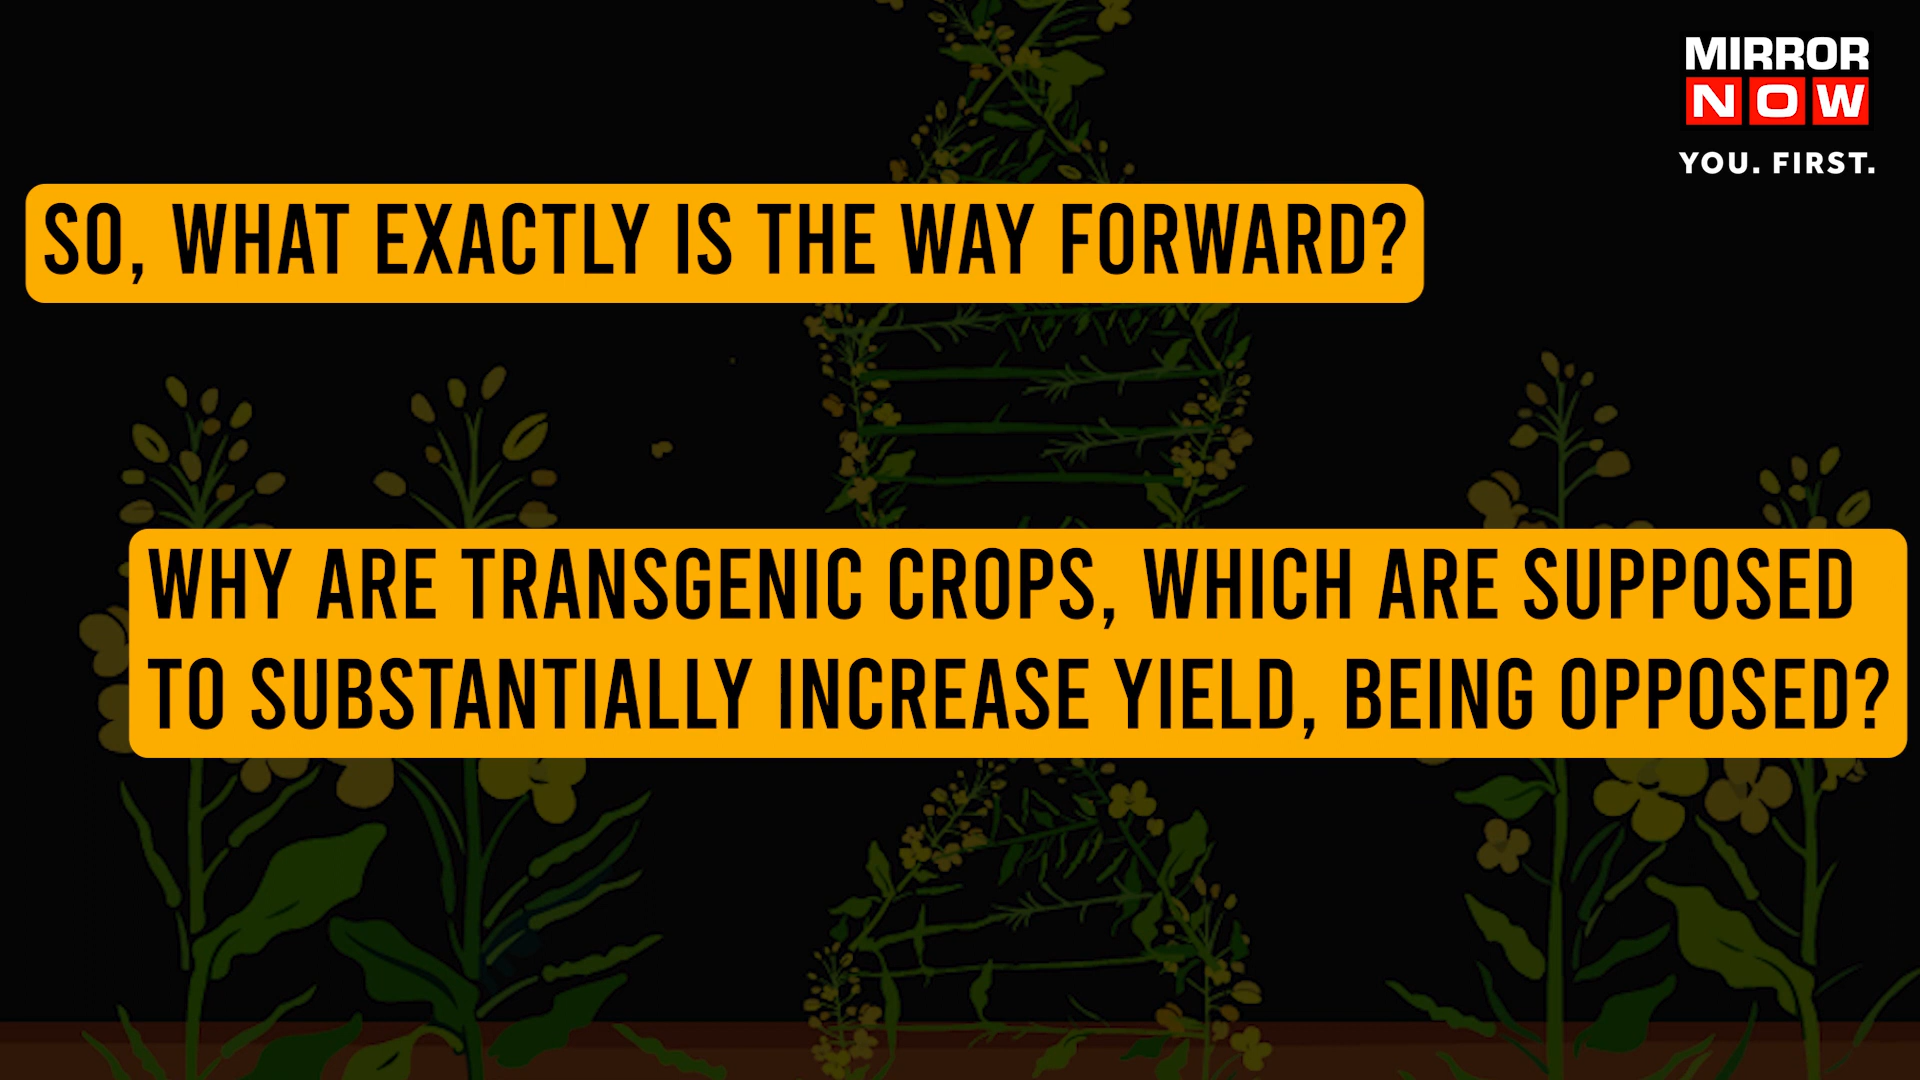 MIRROR
NOW
YOU. FIRST.
SO, WHAT EXACTLY IS THE WAY FORWARD?
WHY ARE TRANSGENIC CROPS, WHICH ARE SUPPOSED
TO SUBSTANTIALLY INCREASE YIELD, BEING OPPOSED?